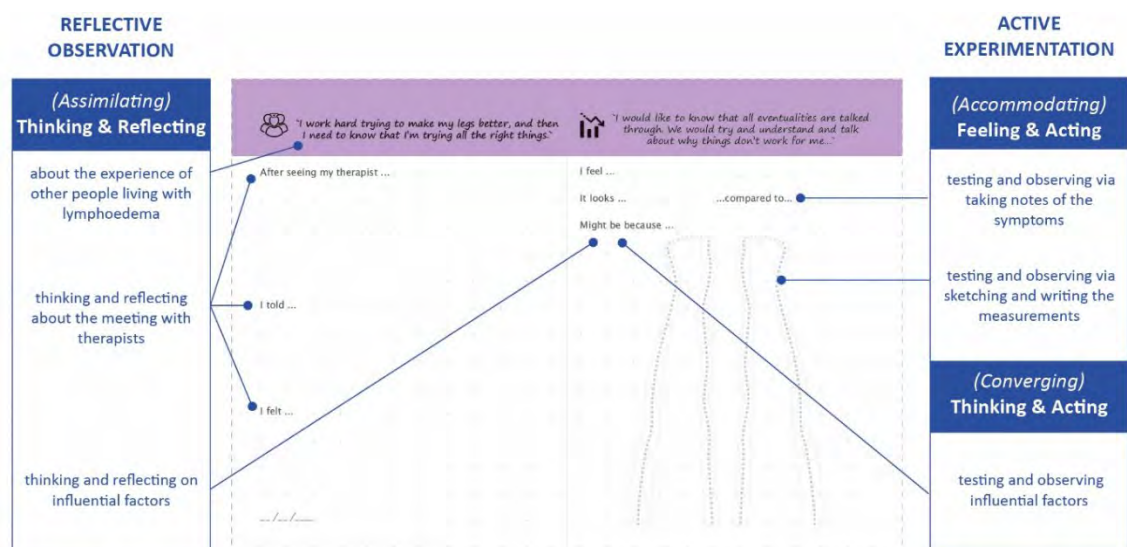 REFLECTIVE
OBSERVATION
(Assimilating)
Thinking & Reflecting
about the experience of
other people living with
lymphoedema
thinking and reflecting
about the meeting with
therapists
thinking and reflecting on
influential factors
"I work hard trying to make my legs better, and then
I need to know that I'm trying all the right things."
After seeing my therapist ...
I told ...
I felt ...
__/__/____
"I would like to know that all eventualities are talked
through. We would try and understand and talk
about why things don't work for me..."
I feel ...
It looks ... ...compared to...
Might be because ...
ACTIVE
EXPERIMENTATION
(Accommodating)
Feeling & Acting
testing and observing via
taking notes of the
symptoms
testing and observing via
sketching and writing the
measurements
(Converging)
Thinking & Acting
testing and observing
influential factors